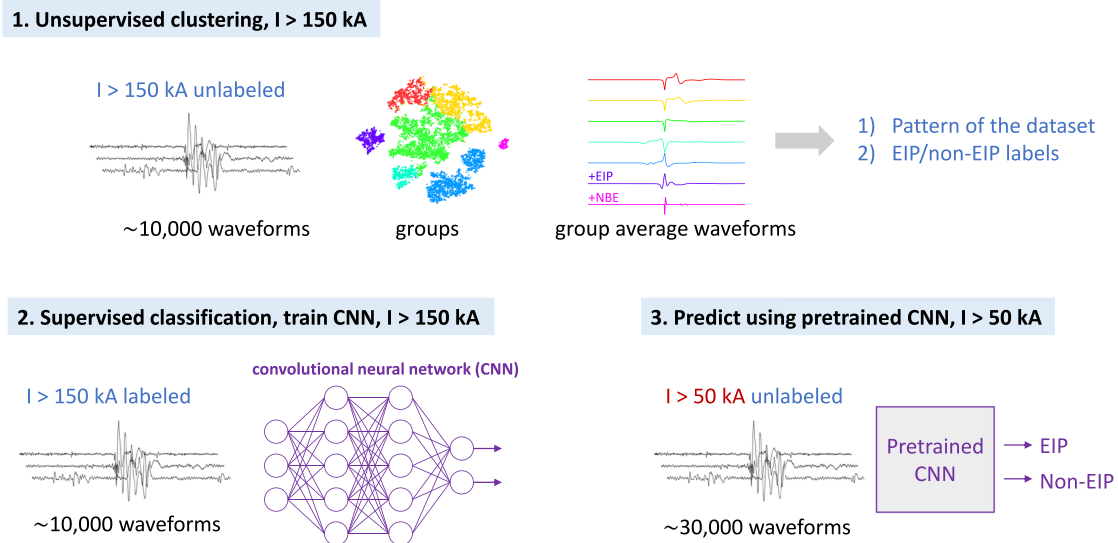 1. Unsupervised clustering, I > 150 kA
I > 150 kA unlabeled
~10,000 waveforms
groups
+EIP
+NBE
group average waveforms
1) Pattern of the dataset
2) EIP/non-EIP labels
2. Supervised classification, train CNN, I > 150 kA
I > 150 kA labeled
~10,000 waveforms
convolutional neural network (CNN)
3. Predict using pretrained CNN, I > 50 kA
I > 50 kA unlabeled
~30,000 waveforms
Pretrained
CNN
EIP
Non-EIP